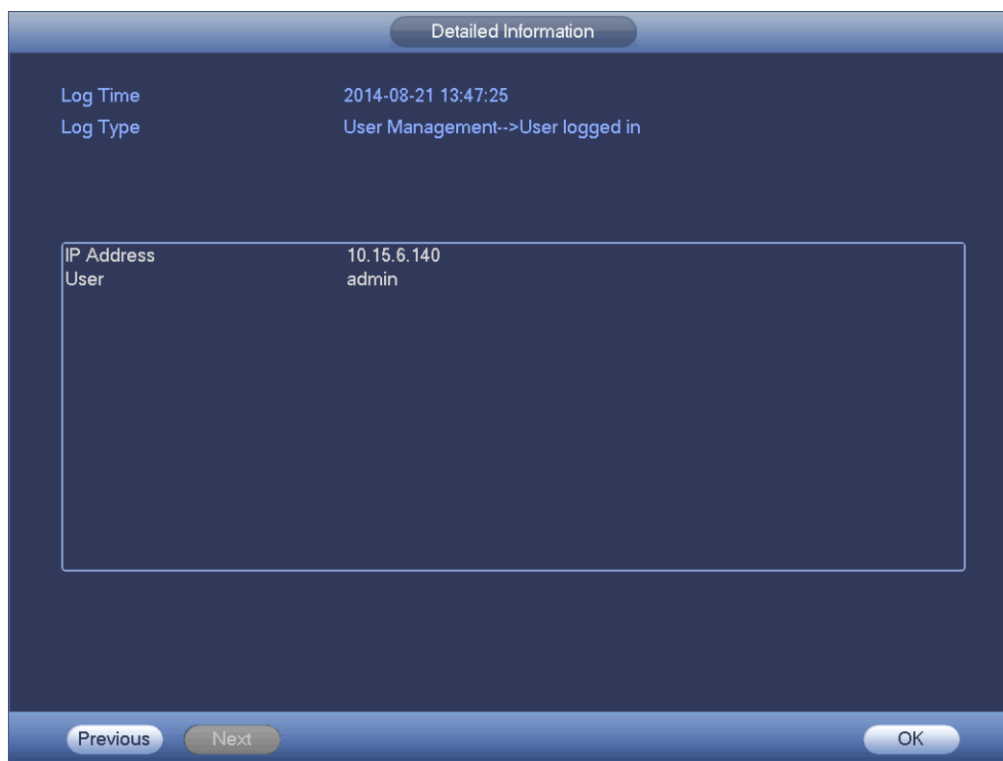 Detailed Information
Log Time 2014-08-21 13:47:25
Log Type User Management-->User logged in
IP Address 10.15.6.140
User admin
Previous Next OK